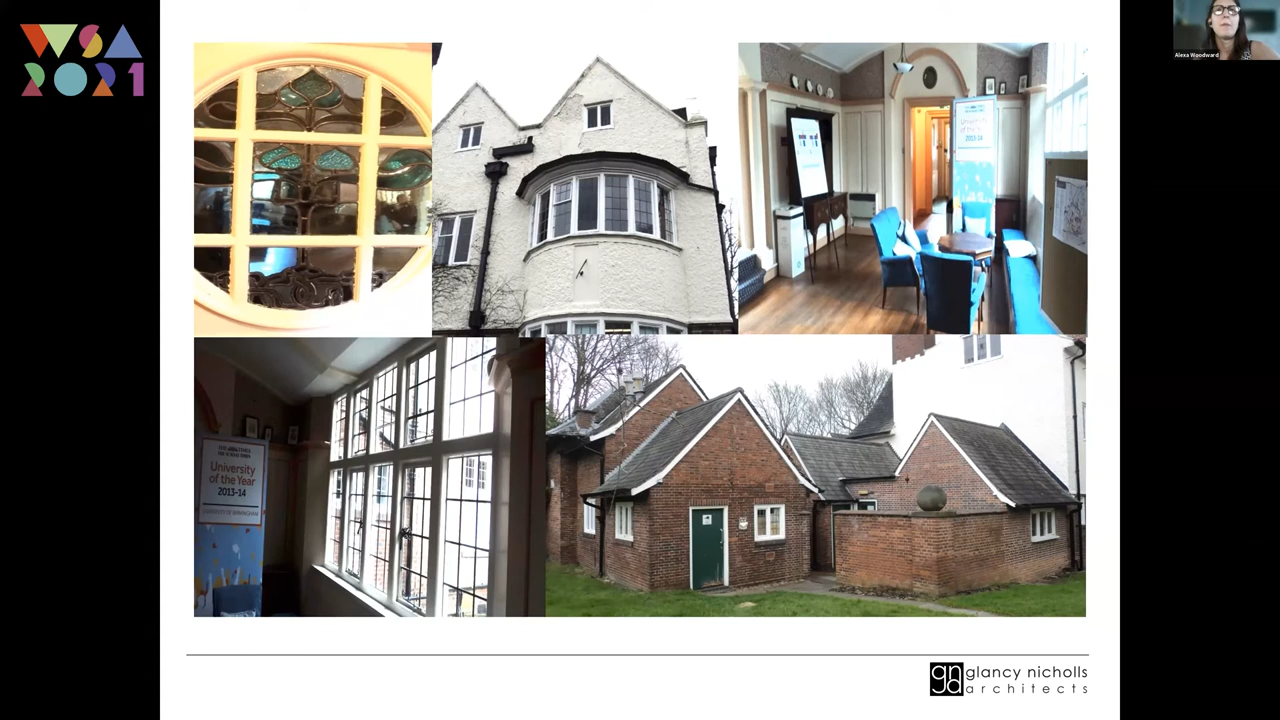 WSA
2021
Alexa Woodward
University
of the Year
2013-14
University
of the Year
2013-14
UNIVERSITY OF BIRMINGHAM
glancy nicholls
architects